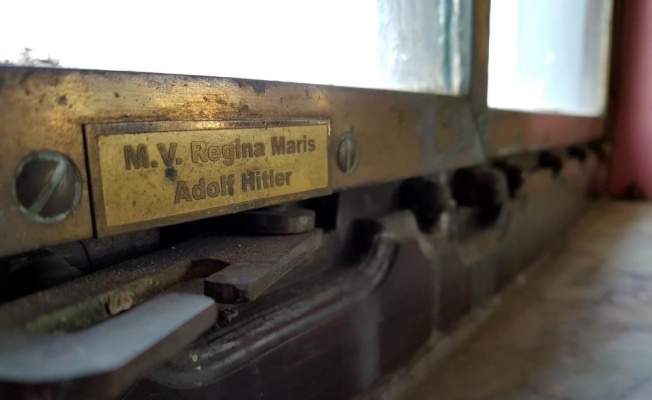 M.V. Regina Maris
Adolf Hitler